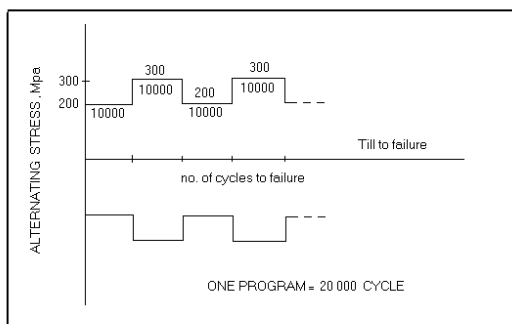 ALTERNATING STRESS , Mpa
300
200
300
10000
10000
200
10000
300
10000
Till to failure
no. of cycles to failure
ONE PROGRAM = 20 000 CYCLE